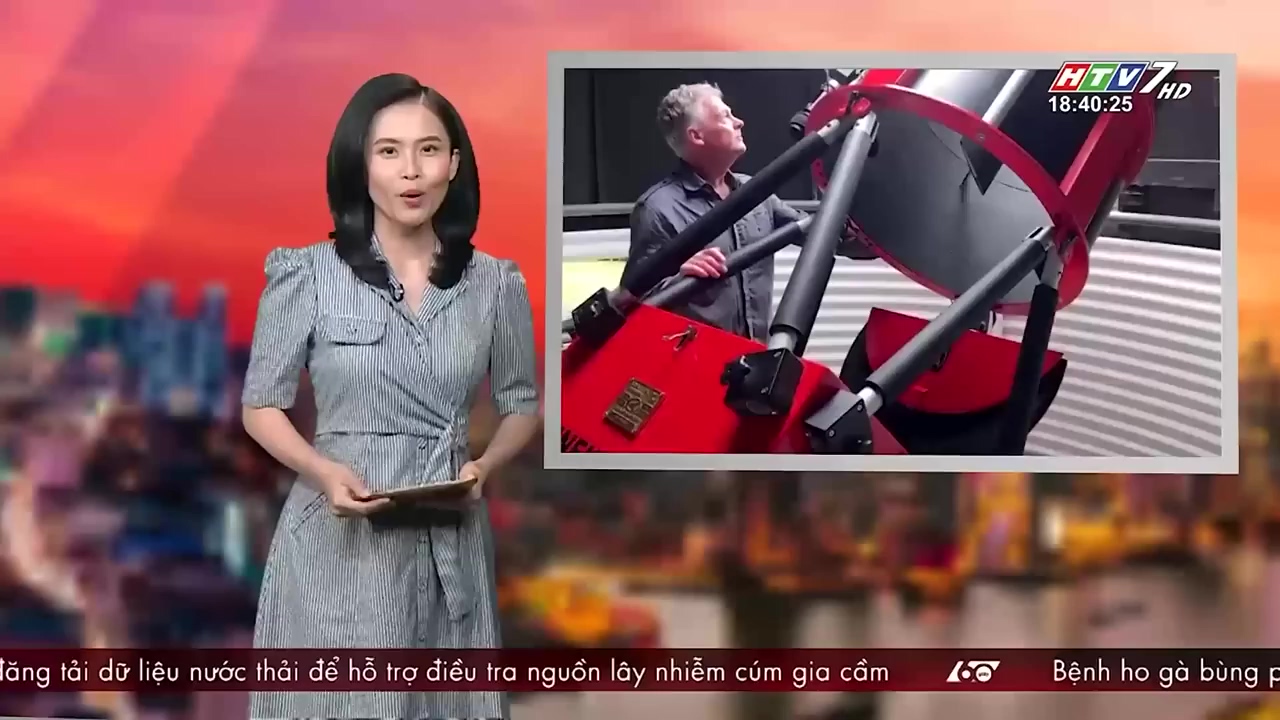 HTV7 HD
18:40:25
đăng tải dữ liệu nước thải để hỗ trợ điều tra nguồn lây nhiễm cúm gia cầm 60 Bệnh ho gà bùng